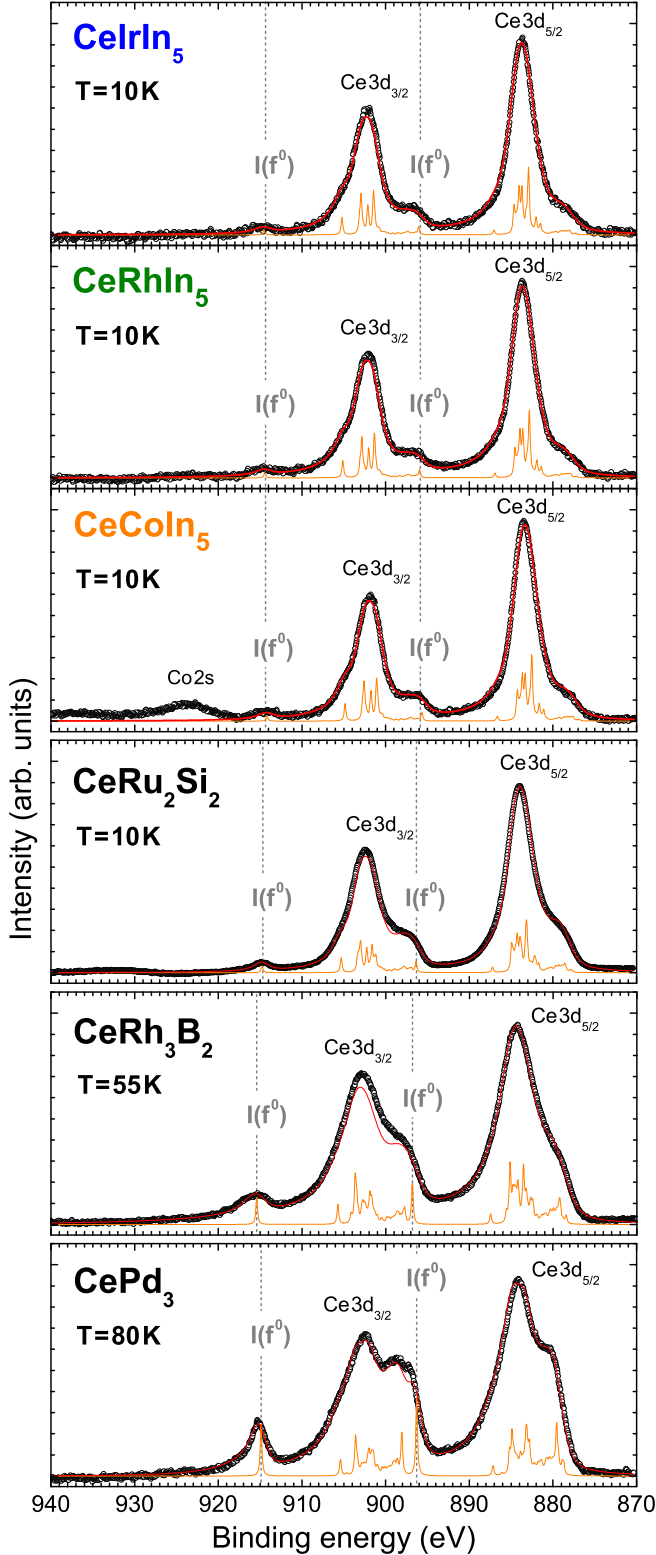 CeIrIn5
T=10K
Ce3d3/2
Ce3d5/2
I(f0)
I(f0)
CeRhIn5
T=10K
Ce3d3/2
Ce3d5/2
I(f0)
I(f0)
CeCoIn5
T=10K
Ce3d3/2
Ce3d5/2
I(f0)
I(f0)
Co2s
CeRu2Si2
T=10K
Ce3d3/2
Ce3d5/2
I(f0)
I(f0)
CeRh3B2
T=55K
Ce3d3/2
Ce3d5/2
I(f0)
I(f0)
CePd3
T=80K
Ce3d3/2
Ce3d5/2
I(f0)
I(f0)
Intensity (arb. units)
940 930 920 910 900 890 880 870
Binding energy (eV)